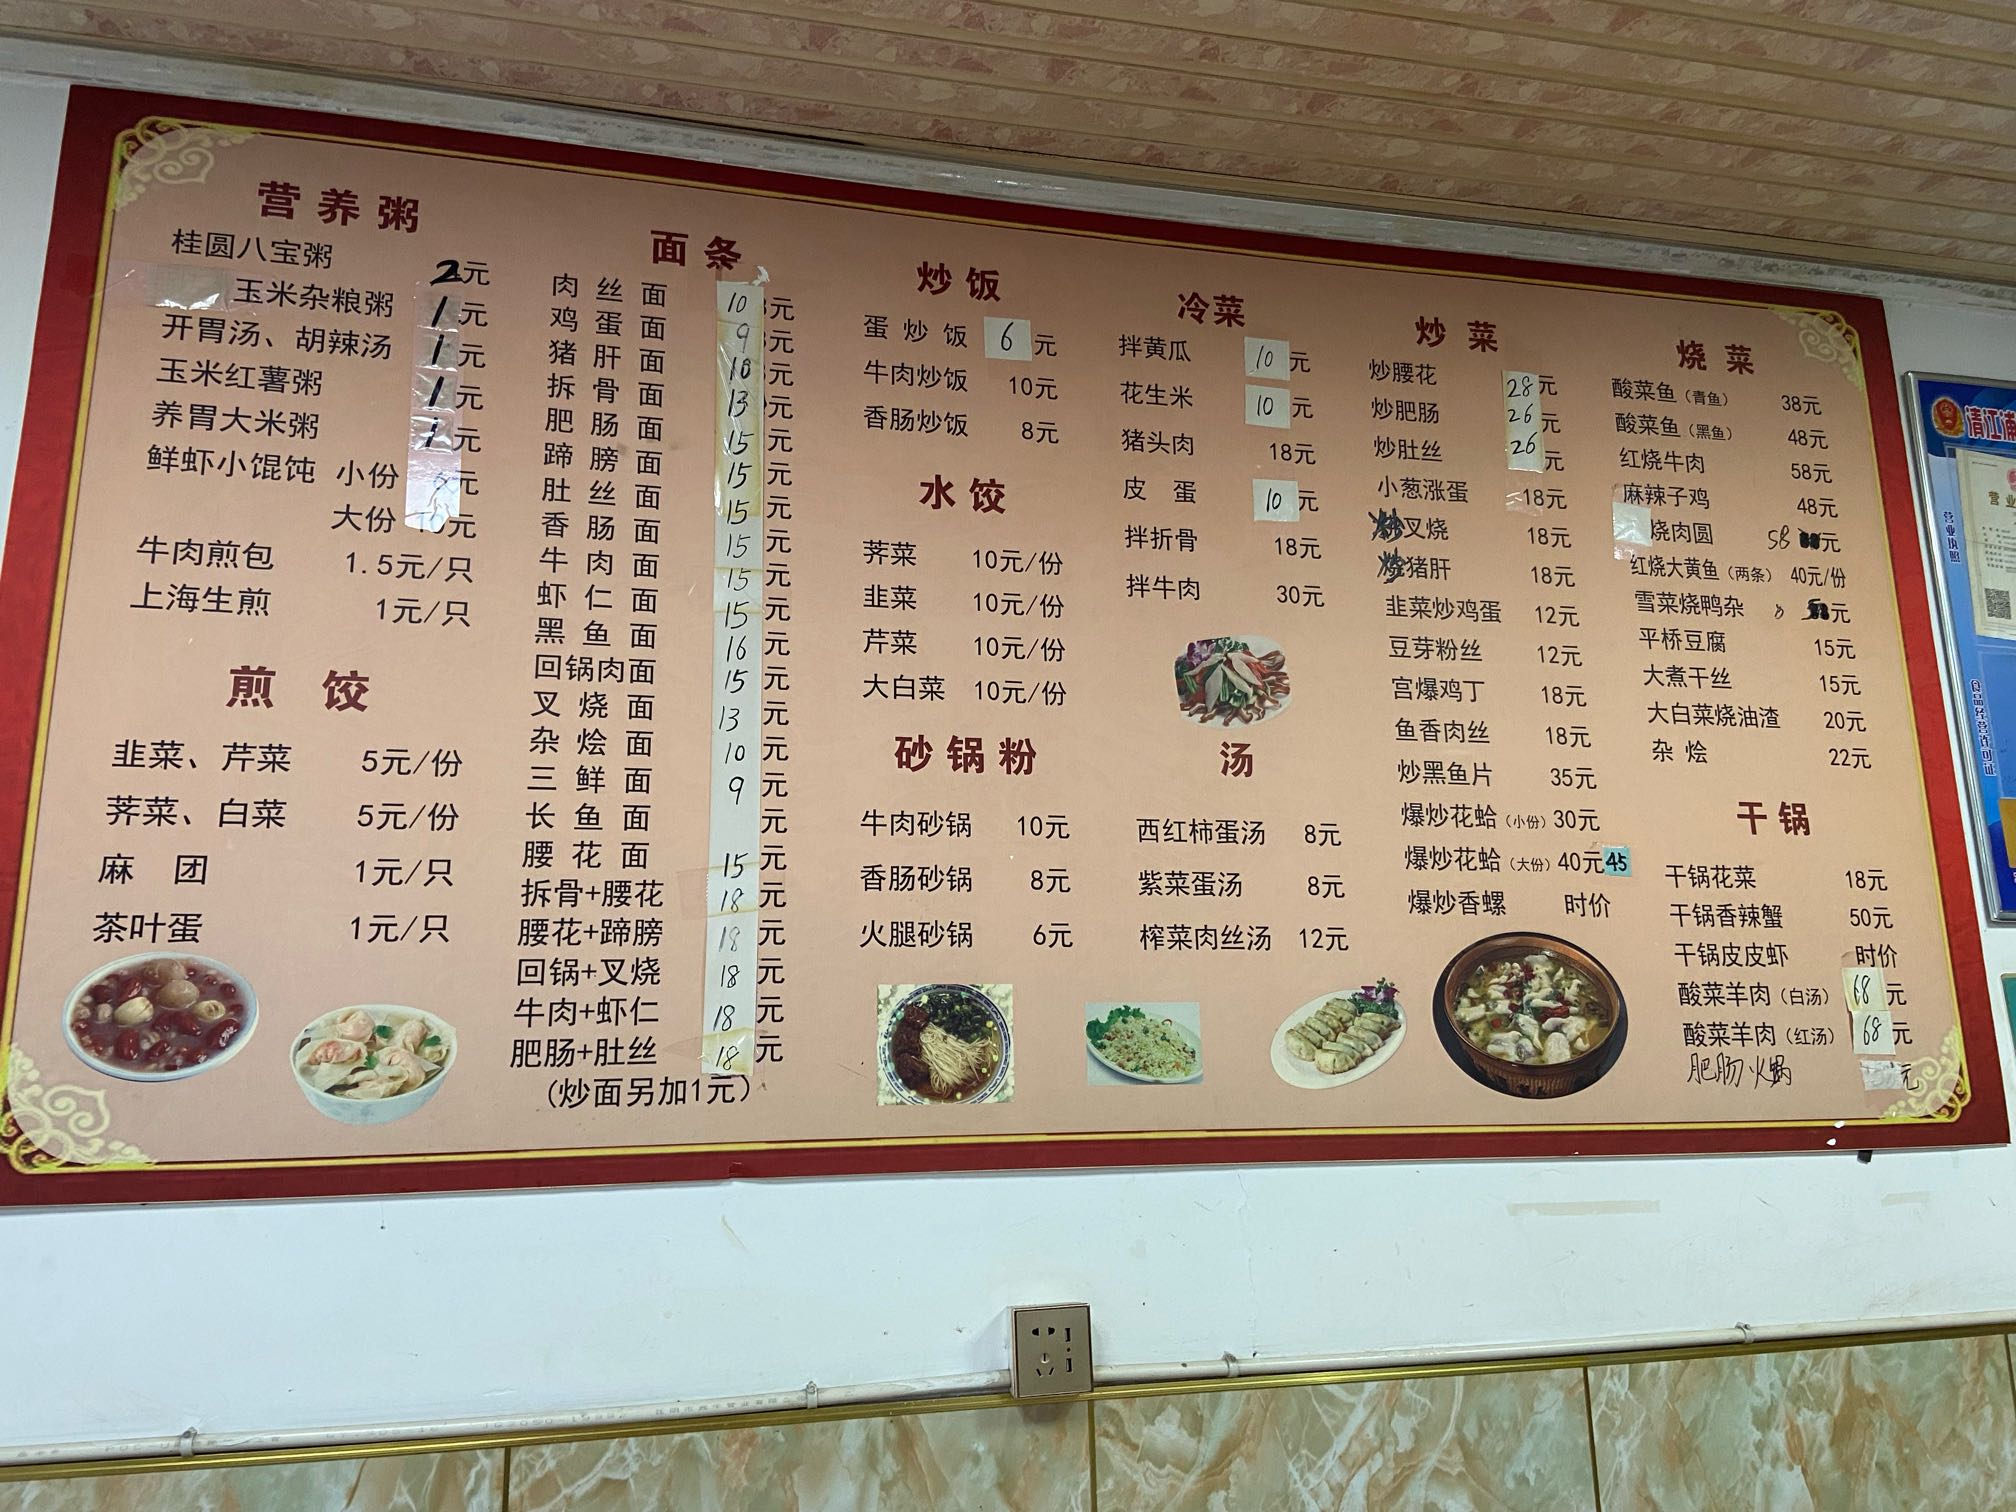 营养粥
桂圆八宝粥 2元
玉米杂粮粥 1元
开胃汤、胡辣汤 1元
玉米红薯粥 1元
养胃大米粥 1元
鲜虾小馄饨 小份 元
大份 元
牛肉煎包 1.5元/只
上海生煎 1元/只
煎饺
韭菜、芹菜 5元/份
荠菜、白菜 5元/份
麻团 1元/只
茶叶蛋 1元/只
面条
肉丝面 10元
鸡蛋面 9元
猪肝面 10元
拆骨面 13元
肥肠面 15元
蹄膀面 15元
肚丝面 15元
香肠面 15元
牛肉面 15元
虾仁面 15元
黑鱼面 16元
回锅肉面 15元
叉烧面 13元
杂烩面 10元
三鲜面 9元
长鱼面 元
腰花面 15元
拆骨+腰花 18元
腰花+蹄膀 18元
回锅+叉烧 18元
牛肉+虾仁 18元
肥肠+肚丝 18元
(炒面另加1元)
炒饭
蛋炒饭 6元
牛肉炒饭 10元
香肠炒饭 8元
水饺
荠菜 10元/份
韭菜 10元/份
芹菜 10元/份
大白菜 10元/份
砂锅粉
牛肉砂锅 10元
香肠砂锅 8元
火腿砂锅 6元
冷菜
拌黄瓜 10元
花生米 10元
猪头肉 18元
皮蛋 10元
拌折骨 18元
拌牛肉 30元
汤
西红柿蛋汤 8元
紫菜蛋汤 8元
榨菜肉丝汤 12元
炒菜
炒腰花 28元
炒肥肠 26元
炒肚丝 26元
小葱涨蛋 18元
叉烧 18元
猪肝 18元
韭菜炒鸡蛋 12元
豆芽粉丝 12元
宫爆鸡丁 18元
鱼香肉丝 18元
炒黑鱼片 35元
爆炒花蛤(小份) 30元
爆炒花蛤(大份) 40元 45
爆炒香螺 时价
烧菜
酸菜鱼(青鱼) 38元
酸菜鱼(黑鱼) 48元
红烧牛肉 58元
麻辣子鸡 48元
烧肉圆 58元
红烧大黄鱼(两条) 40元/份
雪菜烧鸭杂 元
平桥豆腐 15元
大煮干丝 15元
大白菜烧油渣 20元
杂烩 22元
干锅
干锅花菜 18元
干锅香辣蟹 50元
干锅皮皮虾 时价
酸菜羊肉(白汤) 68元
酸菜羊肉(红汤) 68元
肥肠火锅 元
清江浦
营业执照
食品经营许可证